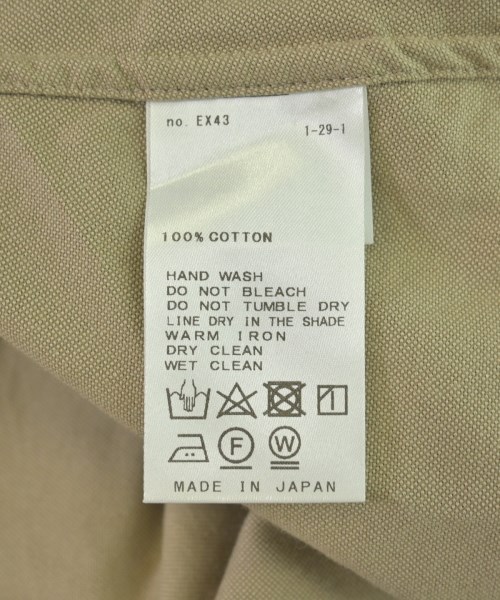 no. EX43
1-29-1
100% COTTON
HAND WASH
DO NOT BLEACH
DO NOT TUMBLE DRY
LINE DRY IN THE SHADE
WARM IRON
DRY CLEAN
WET CLEAN
F W
MADE IN JAPAN